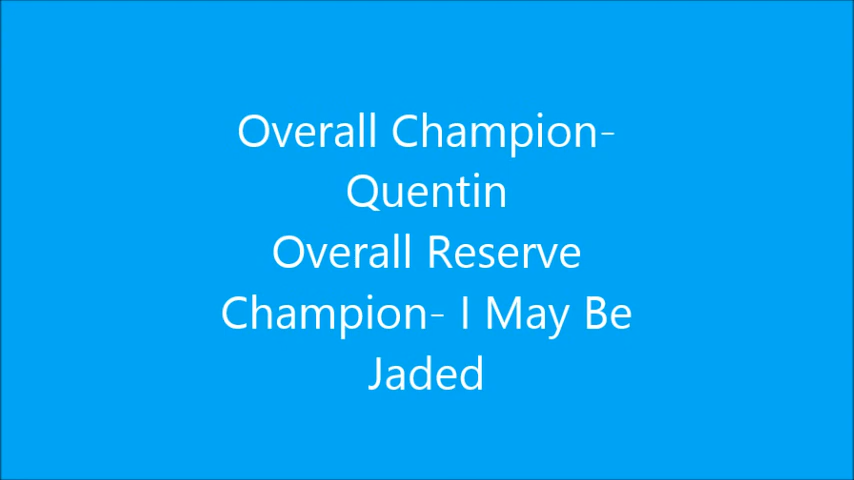 Overall Champion-
Quentin
Overall Reserve
Champion- I May Be
Jaded